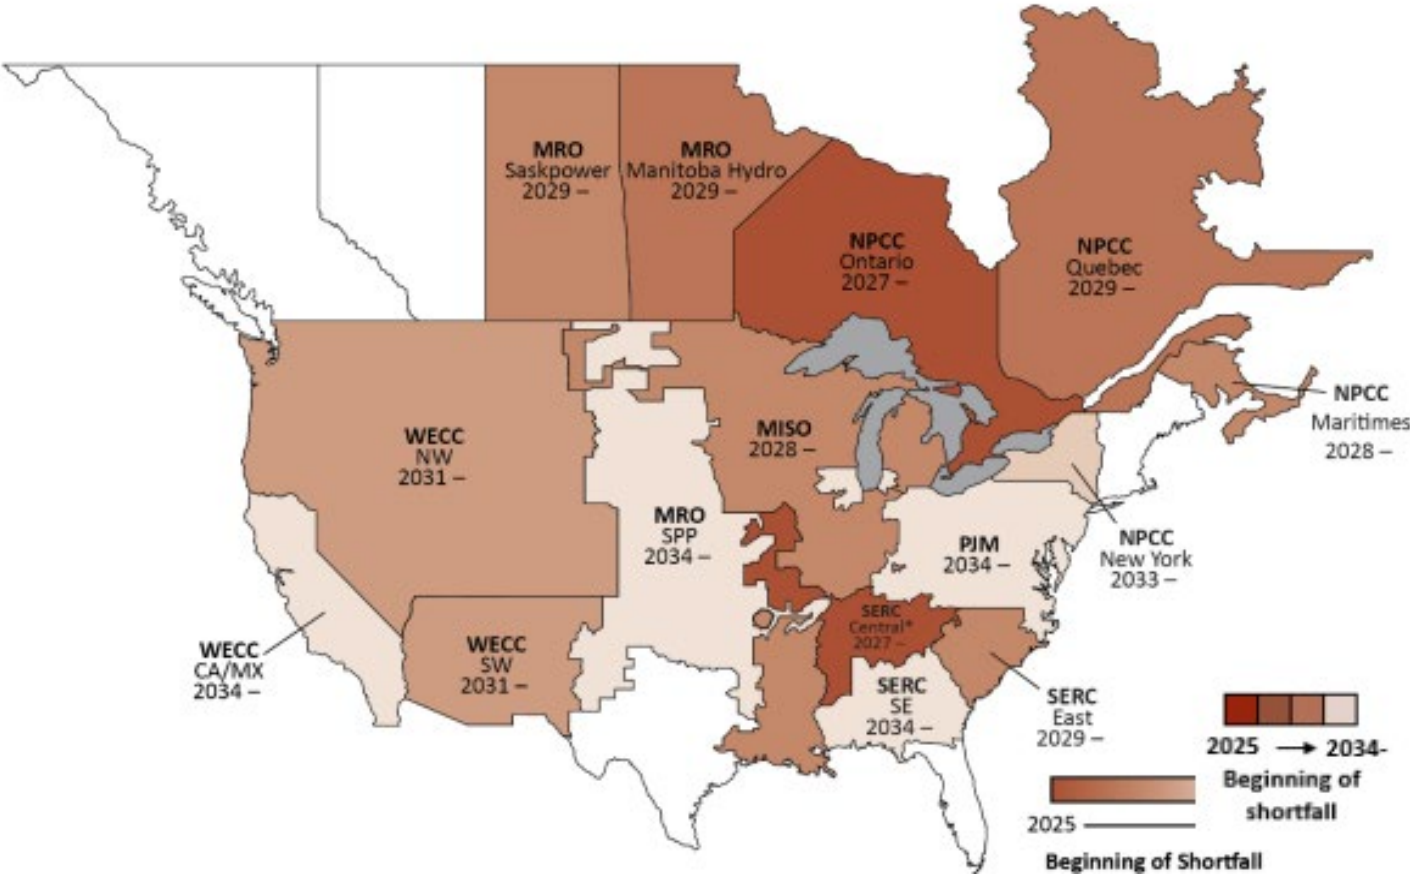 MRO
Saskpower
2029 –
MRO
Manitoba Hydro
2029 –
NPCC
Ontario
2027 –
NPCC
Quebec
2029 –
NPCC
Maritimes
2028 –
WECC
NW
2031 –
MISO
2028 –
MRO
SPP
2034 –
PJM
2034 –
NPCC
New York
2033 –
WECC
CA/MX
2034 –
WECC
SW
2031 –
SERC
Central*
2027 –
SERC
SE
2034 –
SERC
East
2029 –
2025 → 2034-
Beginning of
shortfall
2025
Beginning of Shortfall